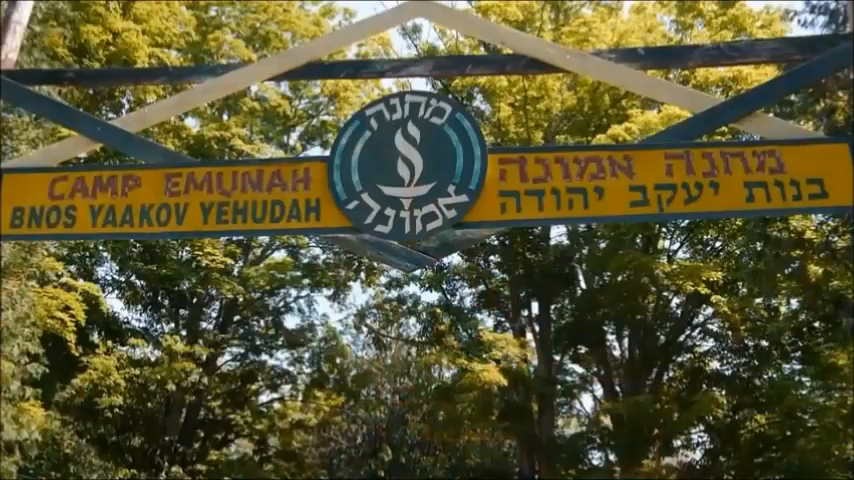 CAMP EMUNAH
BNOS YAAKOV YEHUDAH
מחנה
אמונה
מחנה אמונה
בנות יעקב יהודה